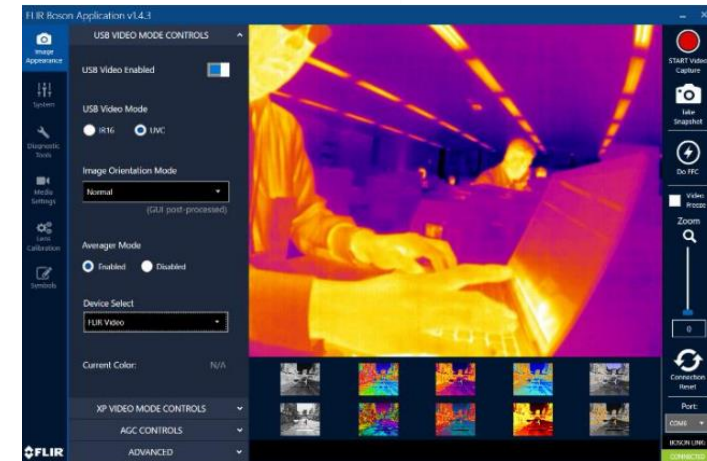 FLIR Boson Application v1.4.3
Image
Appearance
System
Diagnostic
Tools
Media
Settings
Lens
Calibration
Symbols
FLIR
USB VIDEO MODE CONTROLS
USB Video Enabled
USB Video Mode
IR16
UVC
Image Orientation Mode
Normal
(GUI post-processed)
Averager Mode
Enabled
Disabled
Device Select
FLIR Video
Current Color:
N/A
XP VIDEO MODE CONTROLS
AGC CONTROLS
ADVANCED
START Video
Capture
Take
Snapshot
Do FFC
Video
Freeze
Zoom
0
Connection
Reset
Port:
COM6
BOSON LINK:
CONNECTED